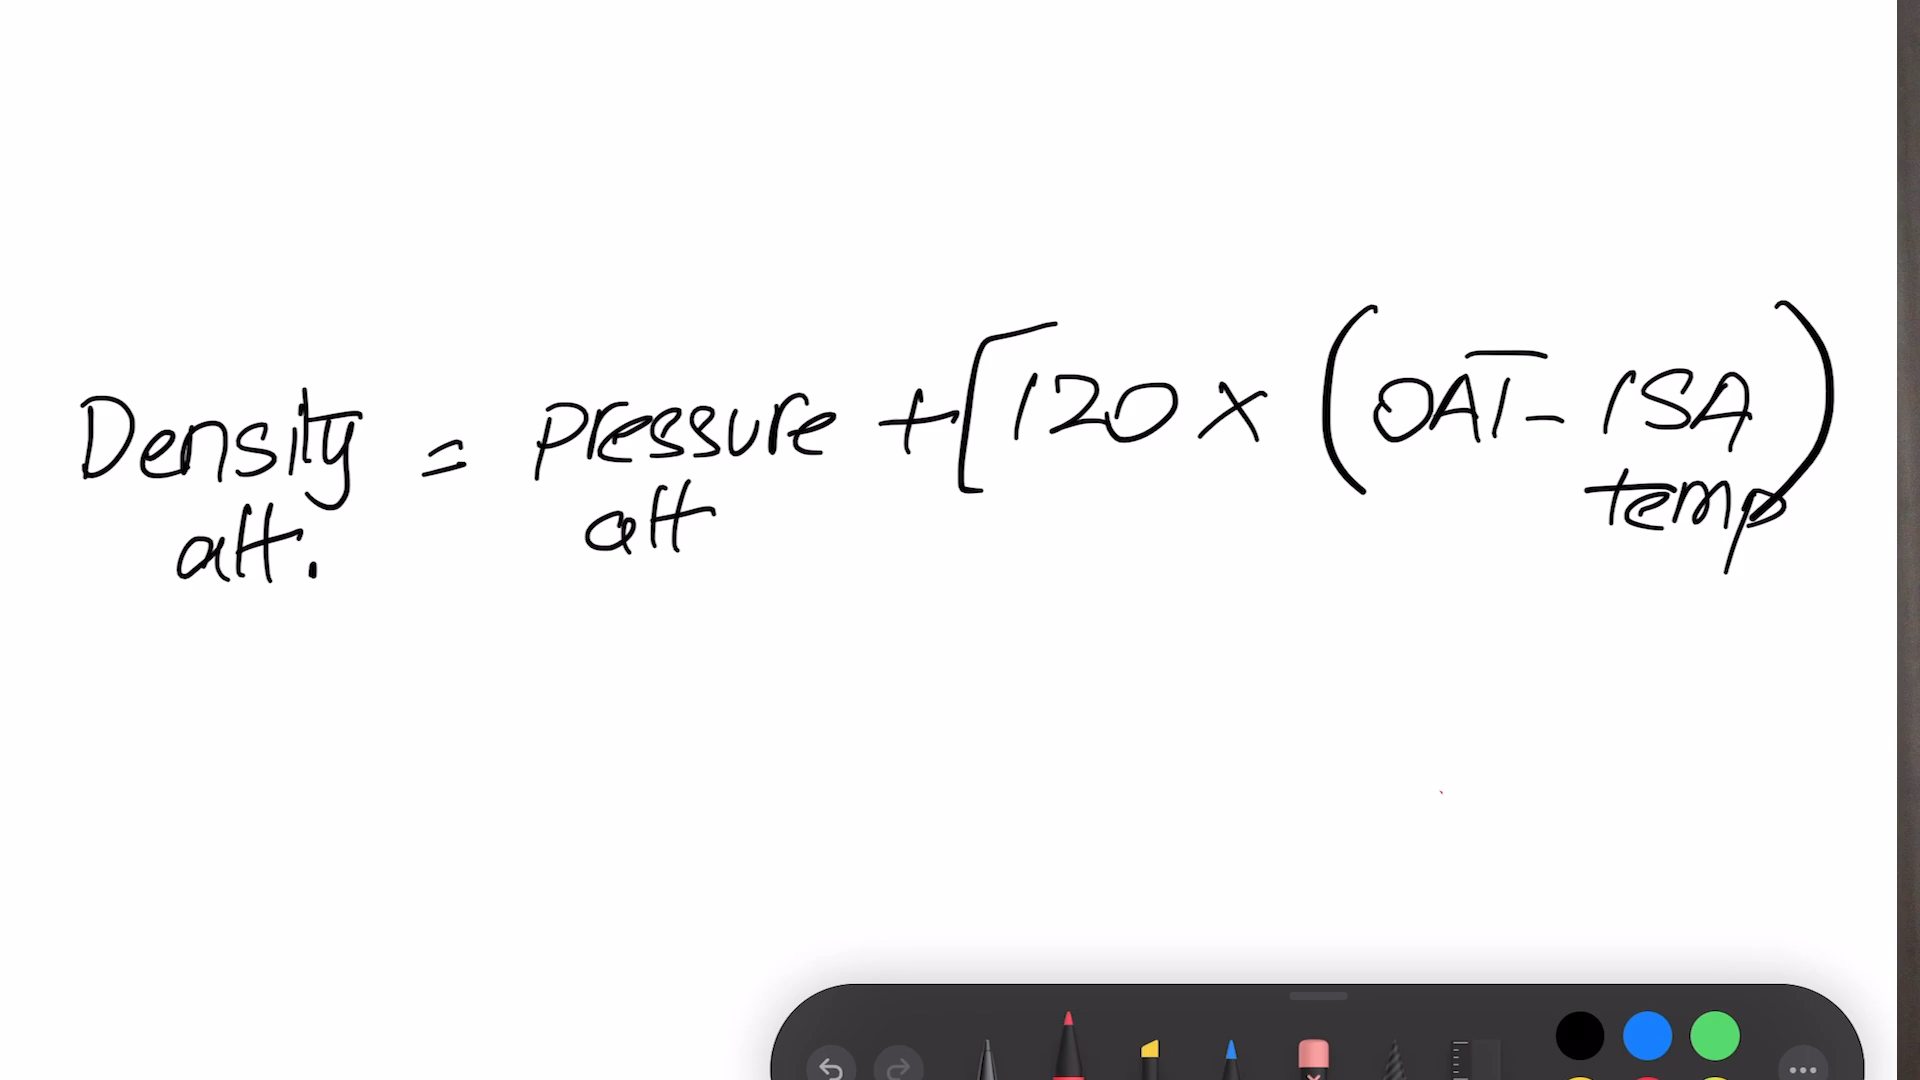 Density = pressure + [120 x (OAT - ISA)
alt. alt temp